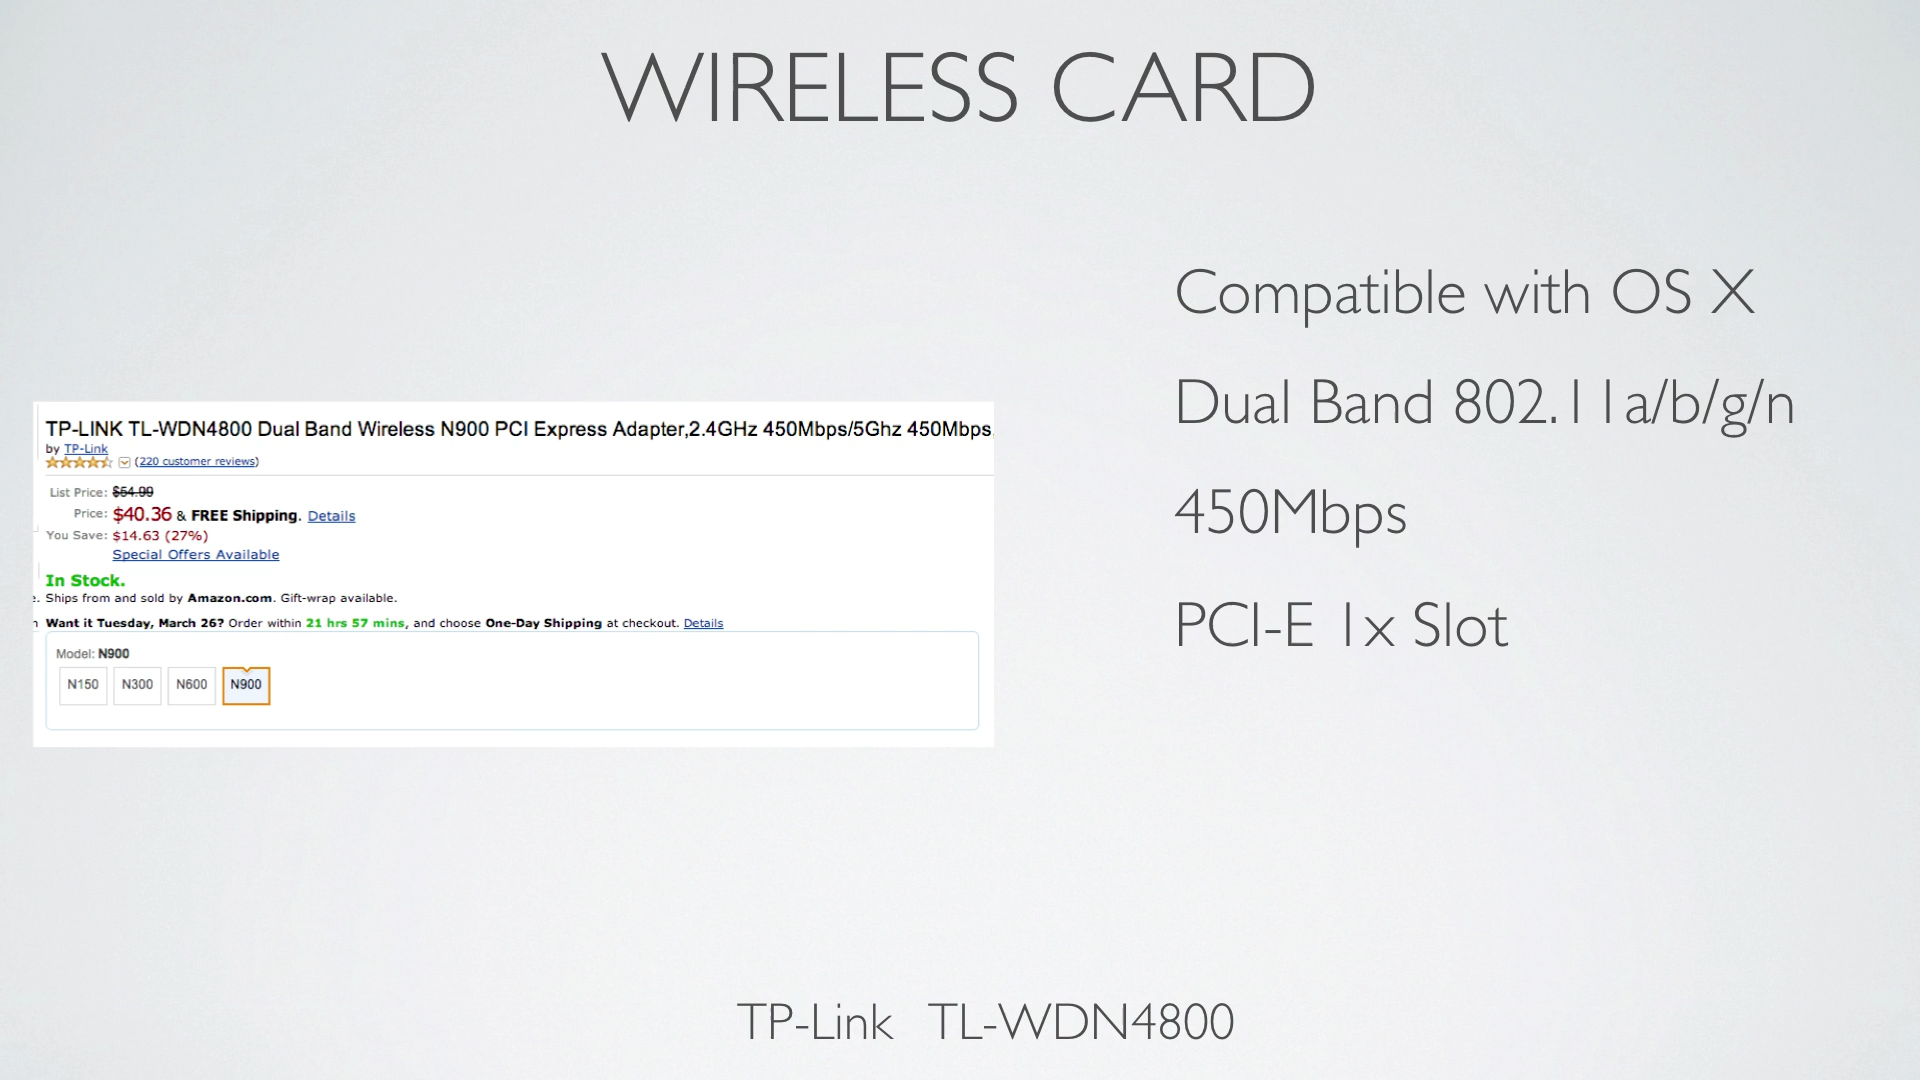 WIRELESS CARD
TP-LINK TL-WDN4800 Dual Band Wireless N900 PCI Express Adapter,2.4GHz 450Mbps/5Ghz 450Mbps,
by TP-Link
(220 customer reviews)
List Price: $54.99
Price: $40.36 & FREE Shipping. Details
You Save: $14.63 (27%)
Special Offers Available
In Stock.
Ships from and sold by Amazon.com. Gift-wrap available.
Want it Tuesday, March 26? Order within 21 hrs 57 mins, and choose One-Day Shipping at checkout. Details
Model: N900
N150 N300 N600 N900
Compatible with OS X
Dual Band 802.11a/b/g/n
450Mbps
PCI-E 1x Slot
TP-Link TL-WDN4800